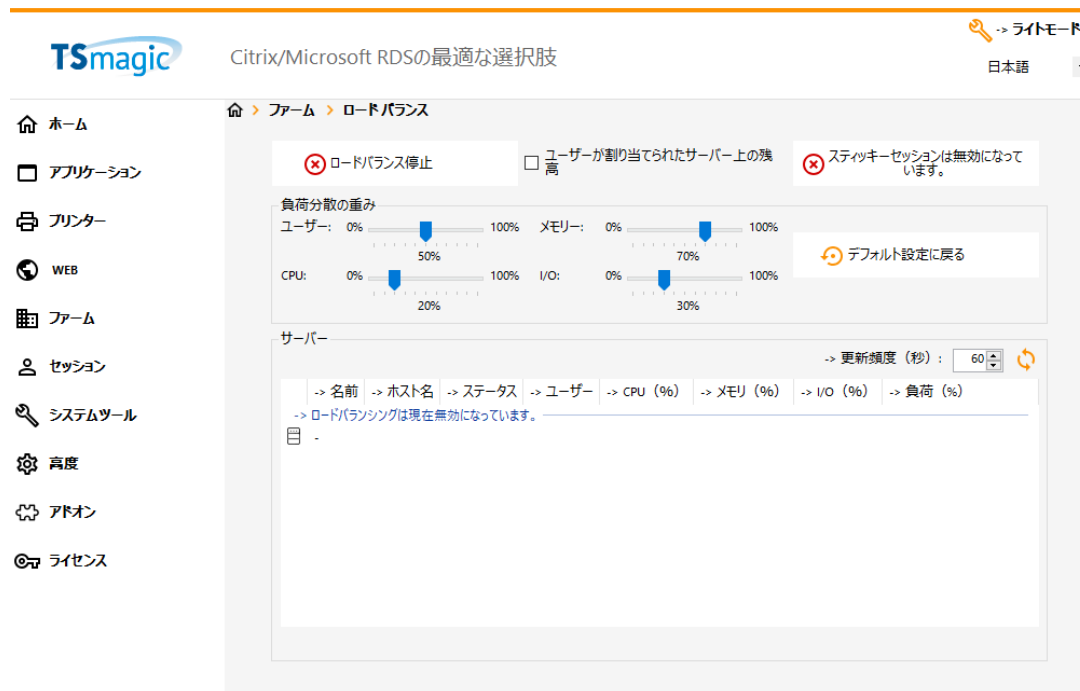 -> ライトモード
TSmagic
Citrix/Microsoft RDSの最適な選択肢
日本語
ホーム
アプリケーション
プリンター
WEB
ファーム
セッション
システムツール
高度
アドオン
ライセンス
ファーム > ロードバランス
ロードバランス停止
ユーザーが割り当てられたサーバー上の残
高
スティッキーセッションは無効になって
います。
負荷分散の重み
ユーザー: 0% 100% メモリー: 0% 100%
50% 70%
デフォルト設定に戻る
CPU: 0% 100% I/O: 0% 100%
20% 30%
サーバー
-> 更新頻度（秒）: 60
-> 名前 -> ホスト名 -> ステータス -> ユーザー -> CPU（%） -> メモリ（%） -> I/O（%） -> 負荷（%）
-> ロードバランシングは現在無効になっています。
-